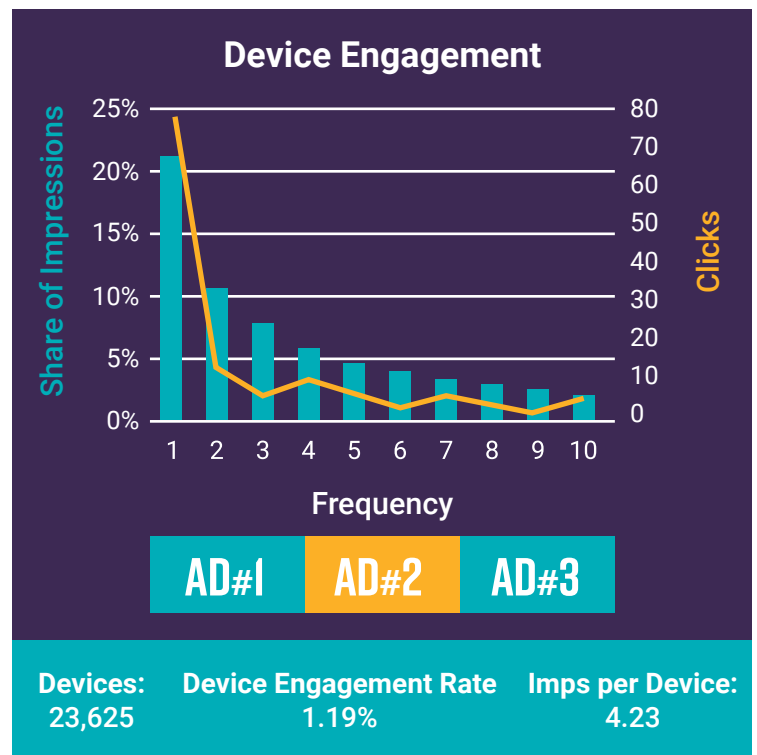 Device Engagement
Share of Impressions
25%
20%
15%
10%
5%
0%
80
70
60
50
40
30
20
10
0
Clicks
1 2 3 4 5 6 7 8 9 10
Frequency
AD#1 AD#2 AD#3
Devices: Device Engagement Rate Imps per Device:
23,625 1.19% 4.23